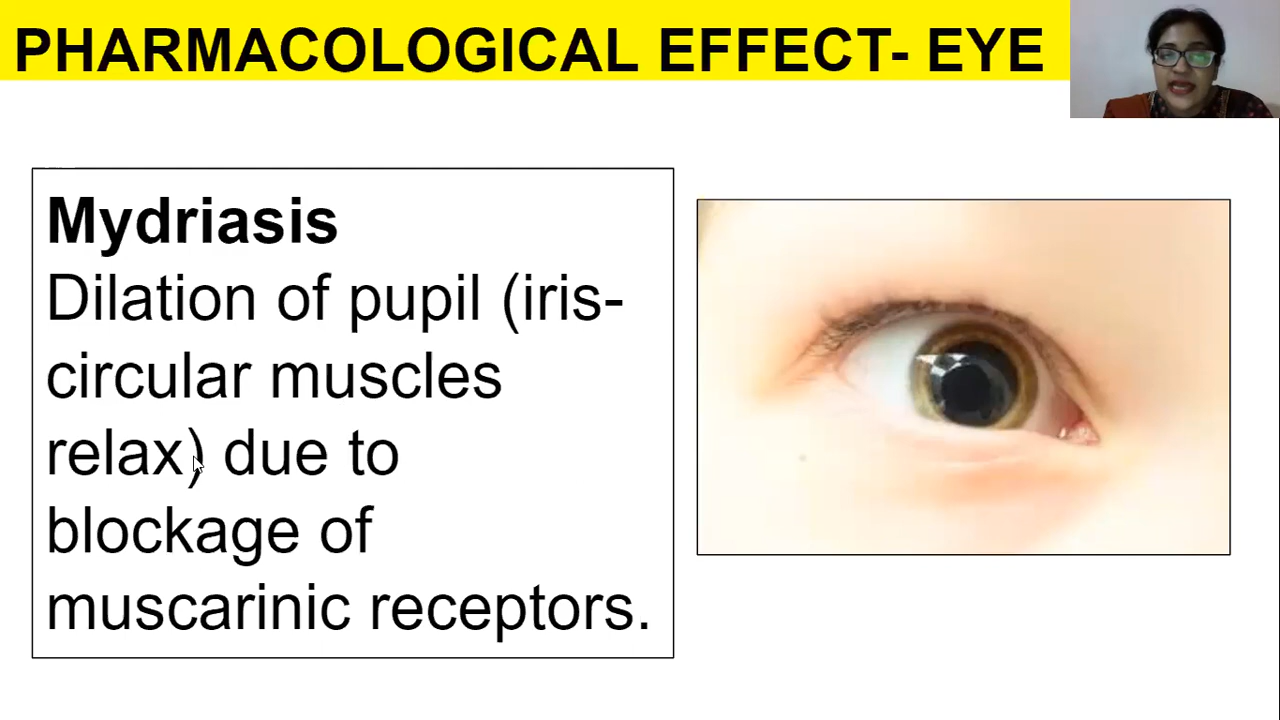 PHARMACOLOGICAL EFFECT- EYE
Mydriasis
Dilation of pupil (iris-
circular muscles
relax) due to
blockage of
muscarinic receptors.